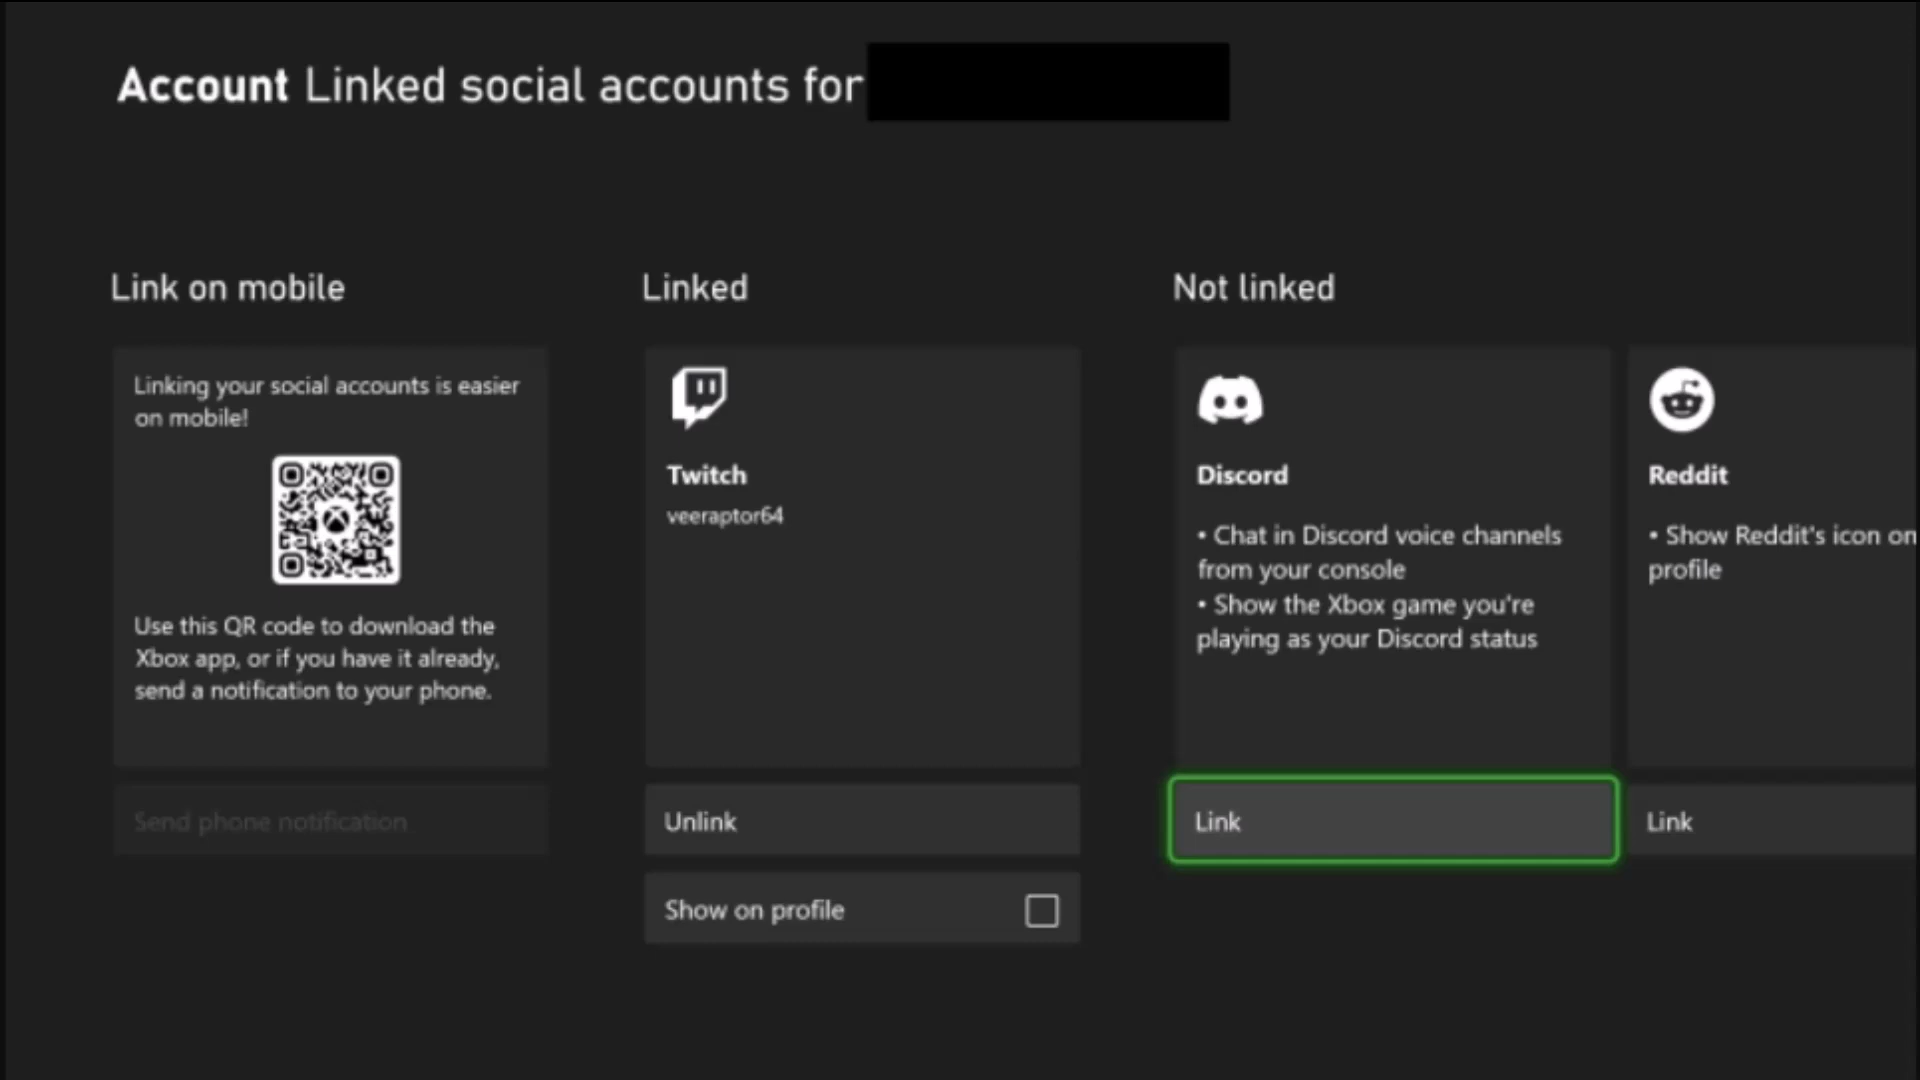 Account Linked social accounts for
Link on mobile
Linking your social accounts is easier
on mobile!
Use this QR code to download the
Xbox app, or if you have it already,
send a notification to your phone.
Send phone notification
Linked
Twitch
veeraptor64
Unlink
Show on profile
Not linked
Discord
• Chat in Discord voice channels
from your console
• Show the Xbox game you're
playing as your Discord status
Link
Reddit
• Show Reddit's icon on
profile
Link